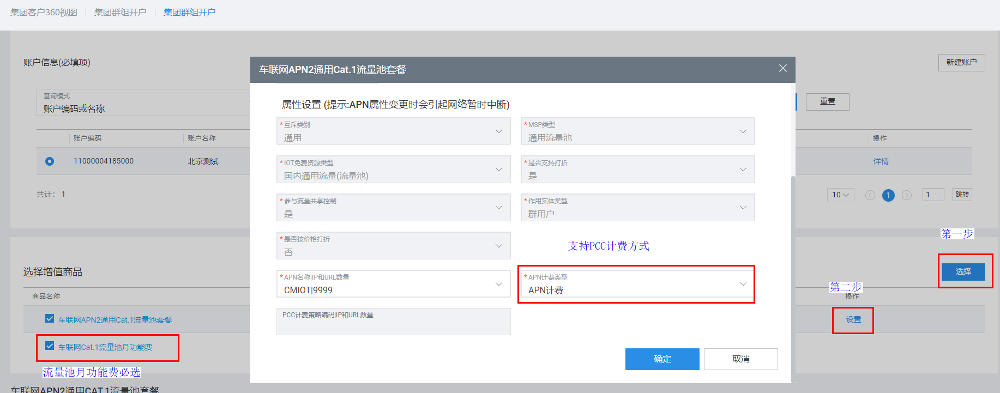 集团客户360视图 | 集团群组开户 | 集团群组开户
账户信息(必填项)
新建账户
查询模式
账户编码或名称
重置
账户编码
账户名称
操作
11000004185000
北京测试
详情
共计： 1
10
1
1
跳转
第一步
选择增值商品
选择
第二步
商品名称
操作
车联网APN2通用Cat.1流量池套餐
设置
车联网Cat.1流量池月功能费
流量池月功能费必选
车联网APN2通用CAT.1流量池套餐
车联网APN2通用Cat.1流量池套餐
属性设置 (提示:APN属性变更时会引起网络暂时中断)
*互斥类别
通用
*MSP类型
通用流量池
*IOT免费资源类型
国内通用流量(流量池)
*是否支持打折
是
*参与流量共享控制
是
*作用实体类型
群用户
*是否按价格打折
否
支持PCC计费方式
*APN名称|IP和URL数量
CMIOT|9999
*APN计费类型
APN计费
PCC计费策略编码|IP和URL数量
确定
取消